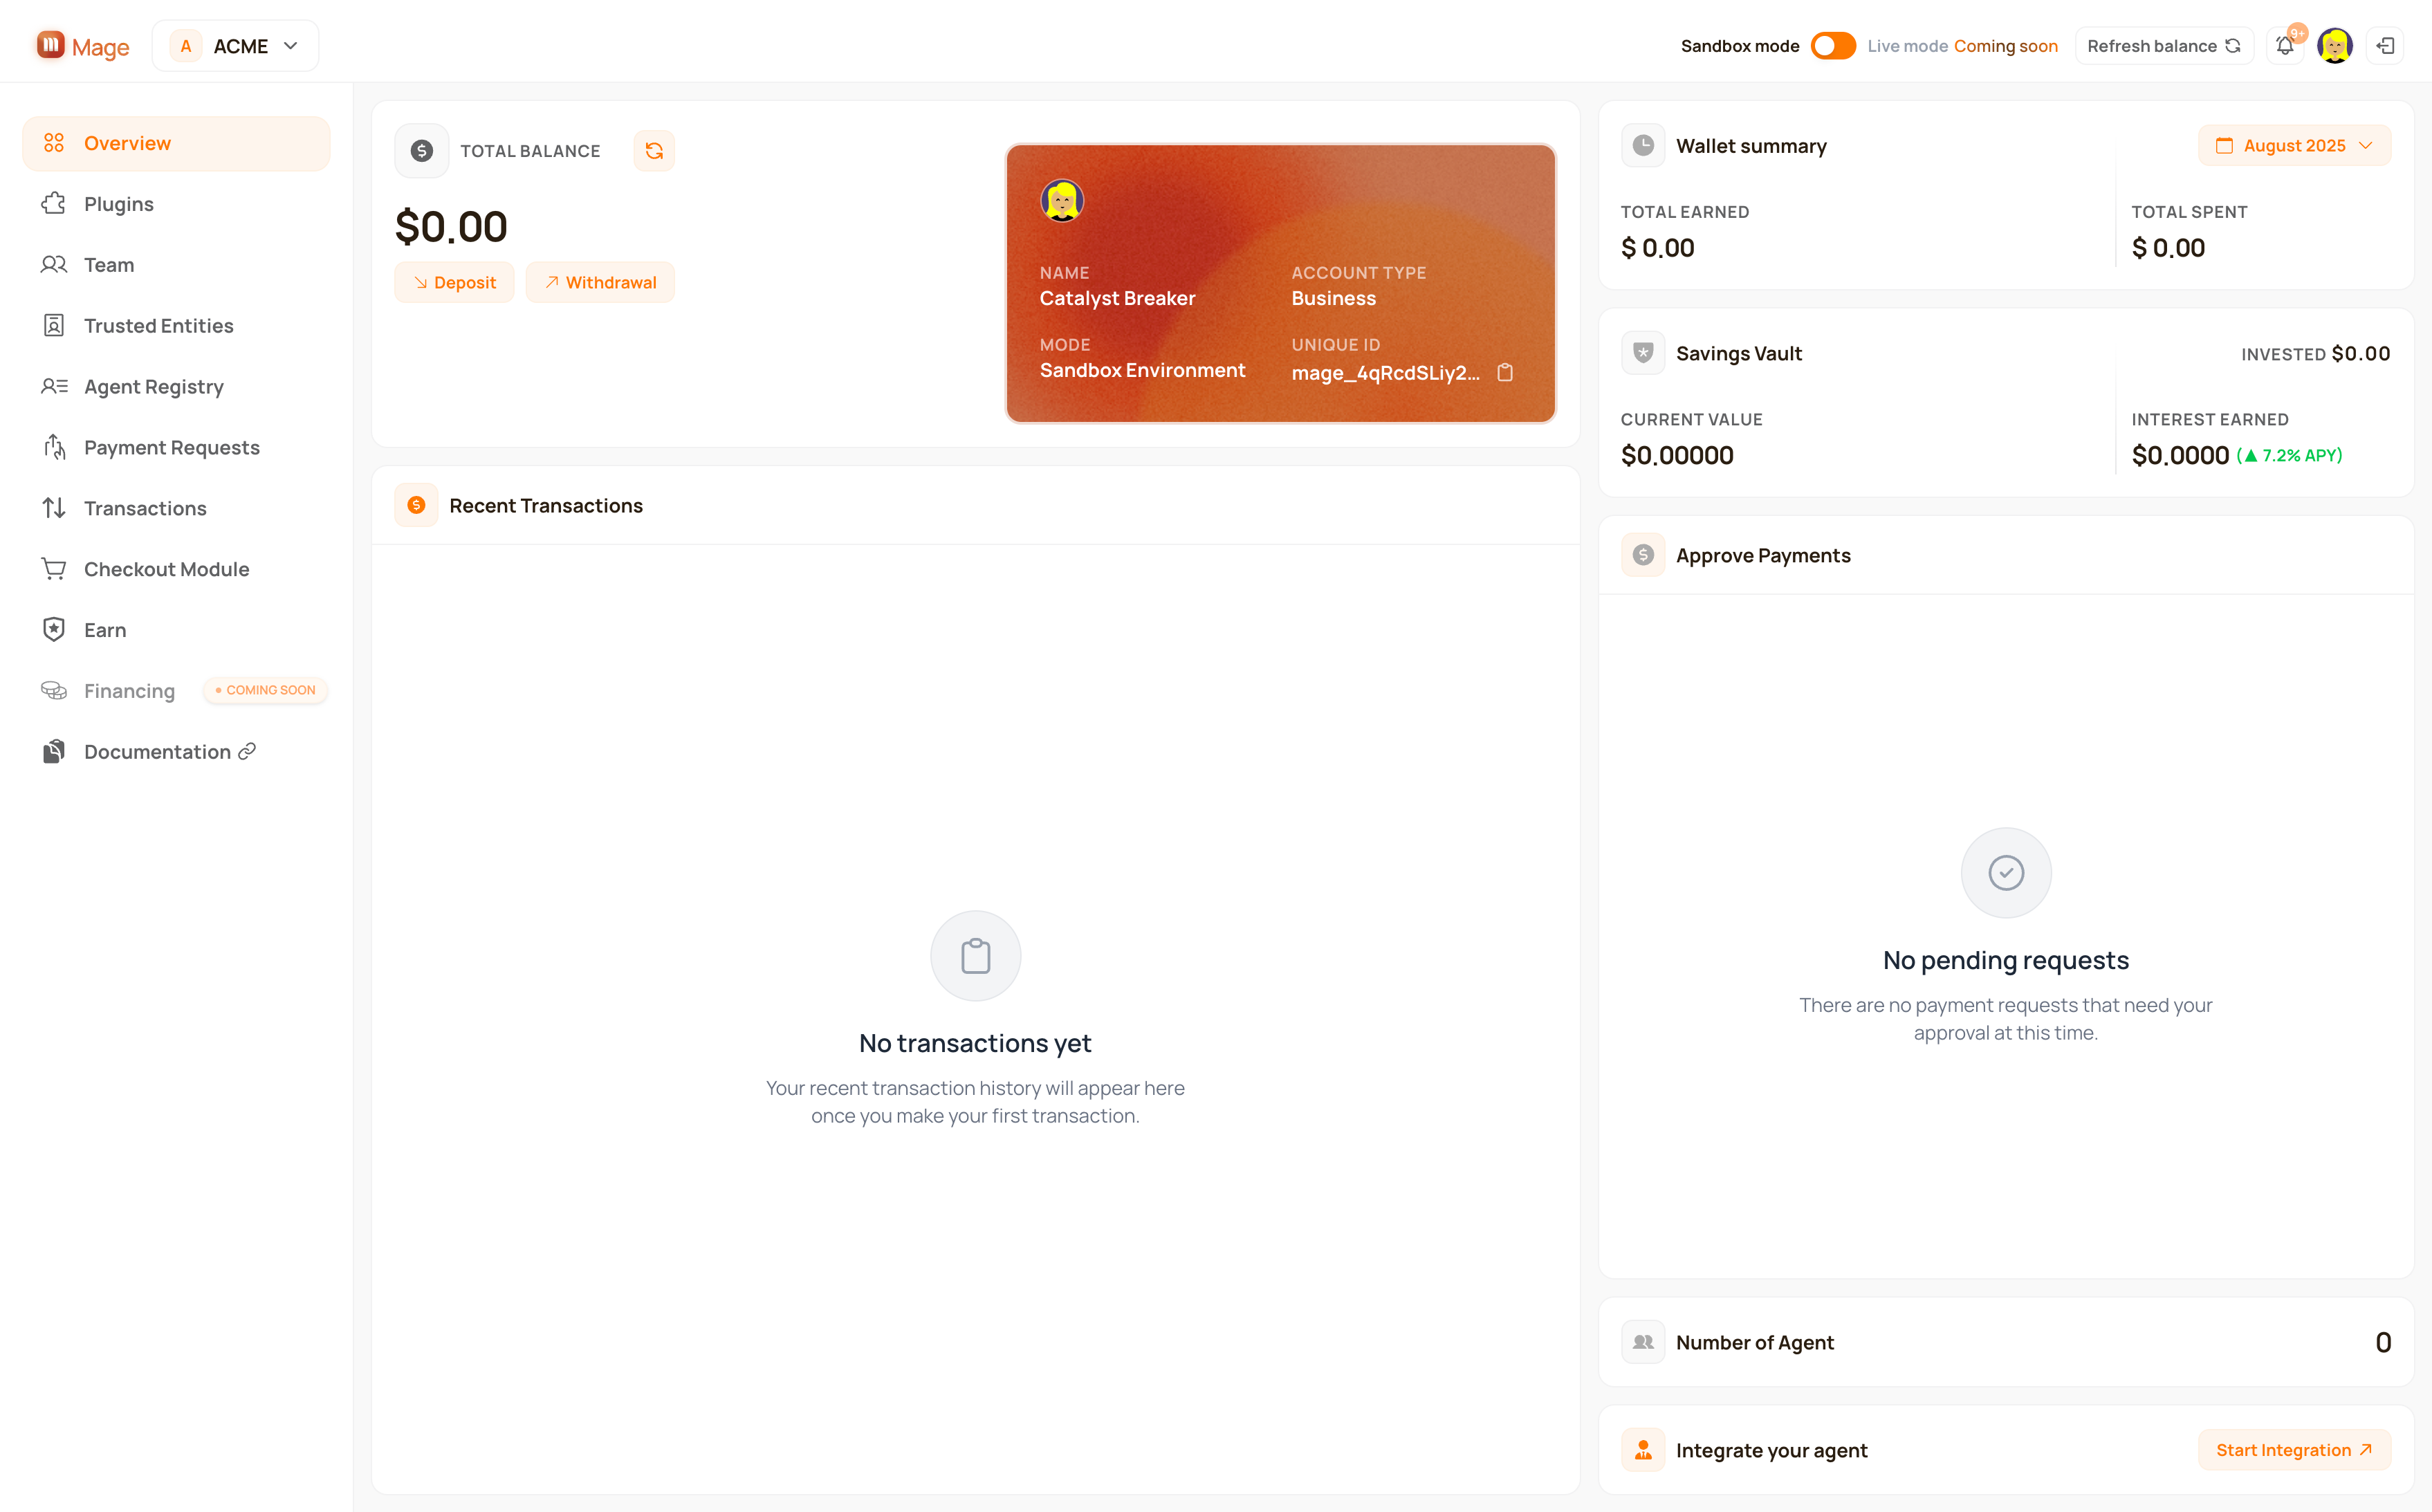 Mage
A ACME
Sandbox mode Live mode Coming soon
Refresh balance
9+
Overview
Plugins
Team
Trusted Entities
Agent Registry
Payment Requests
Transactions
Checkout Module
Earn
Financing COMING SOON
Documentation
TOTAL BALANCE
$0.00
Deposit Withdrawal
NAME
Catalyst Breaker
ACCOUNT TYPE
Business
MODE
Sandbox Environment
UNIQUE ID
mage_4qRcdSLiy2...
Recent Transactions
No transactions yet
Your recent transaction history will appear here
once you make your first transaction.
Wallet summary
August 2025
TOTAL EARNED
$ 0.00
TOTAL SPENT
$ 0.00
Savings Vault
INVESTED $0.00
CURRENT VALUE
$0.00000
INTEREST EARNED
$0.0000 (▲ 7.2% APY)
Approve Payments
No pending requests
There are no payment requests that need your
approval at this time.
Number of Agent 0
Integrate your agent
Start Integration